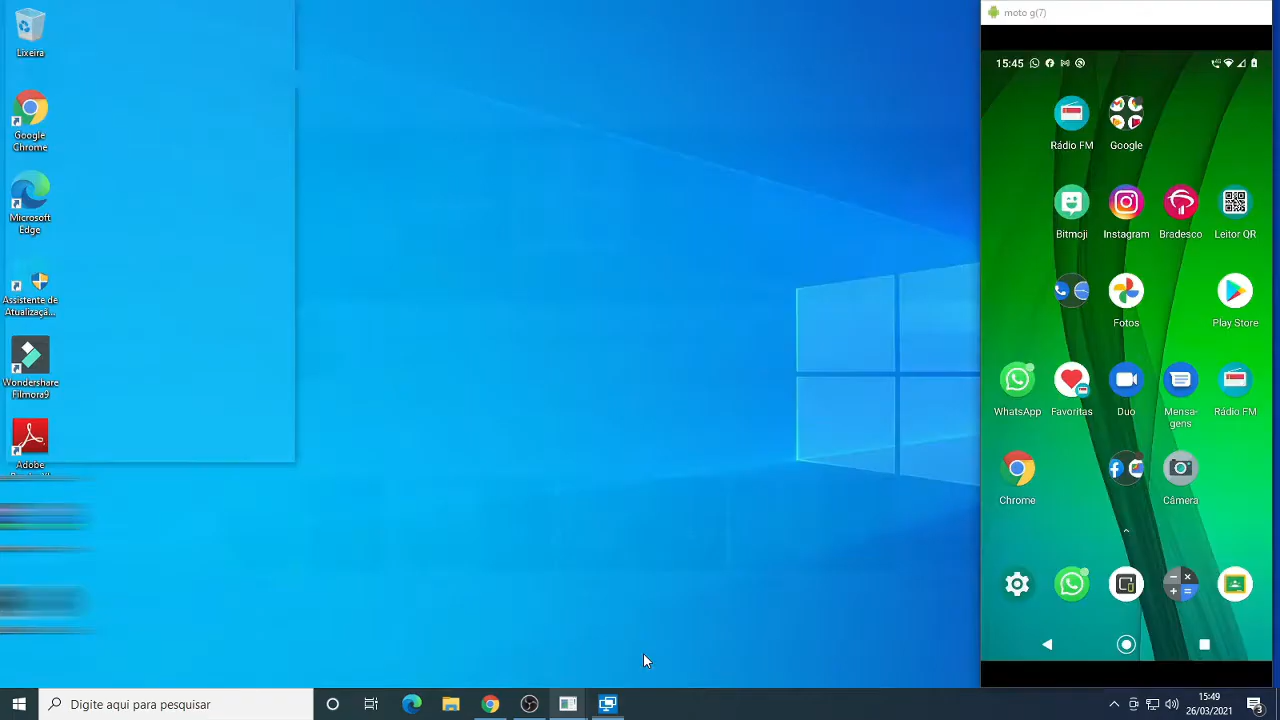 Lixeira
Google
Chrome
Microsoft
Edge
Assistente de
Atualizaçã...
Wondershare
Filmora9
Adobe
moto g(7)
15:45
Rádio FM
Google
Bitmoji
Instagram
Bradesco
Leitor QR
Fotos
Play Store
WhatsApp
Favoritas
Duo
Mensa-
gens
Rádio FM
Chrome
Câmera
Digite aqui para pesquisar
15:49
26/03/2021
3